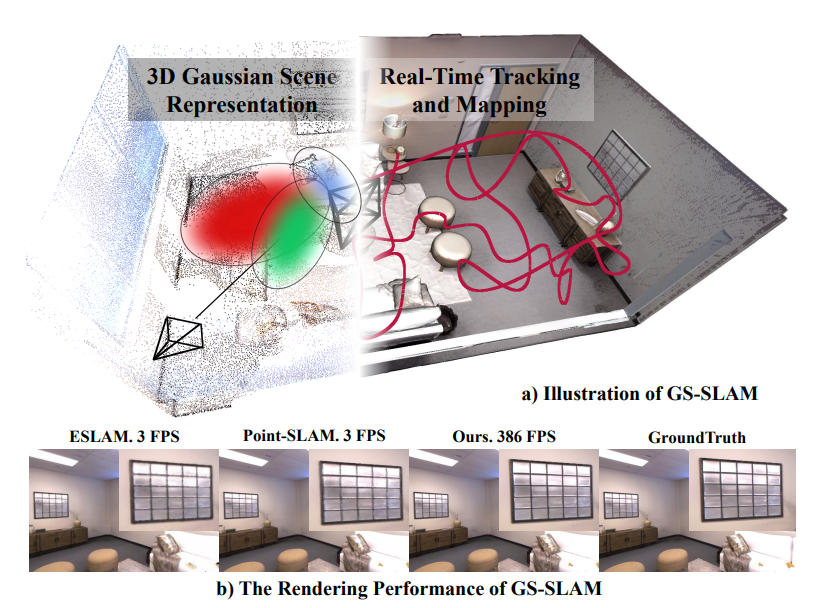 3D Gaussian Scene
Representation
Real-Time Tracking
and Mapping
a) Illustration of GS-SLAM
ESLAM. 3 FPS
Point-SLAM. 3 FPS
Ours. 386 FPS
GroundTruth
b) The Rendering Performance of GS-SLAM